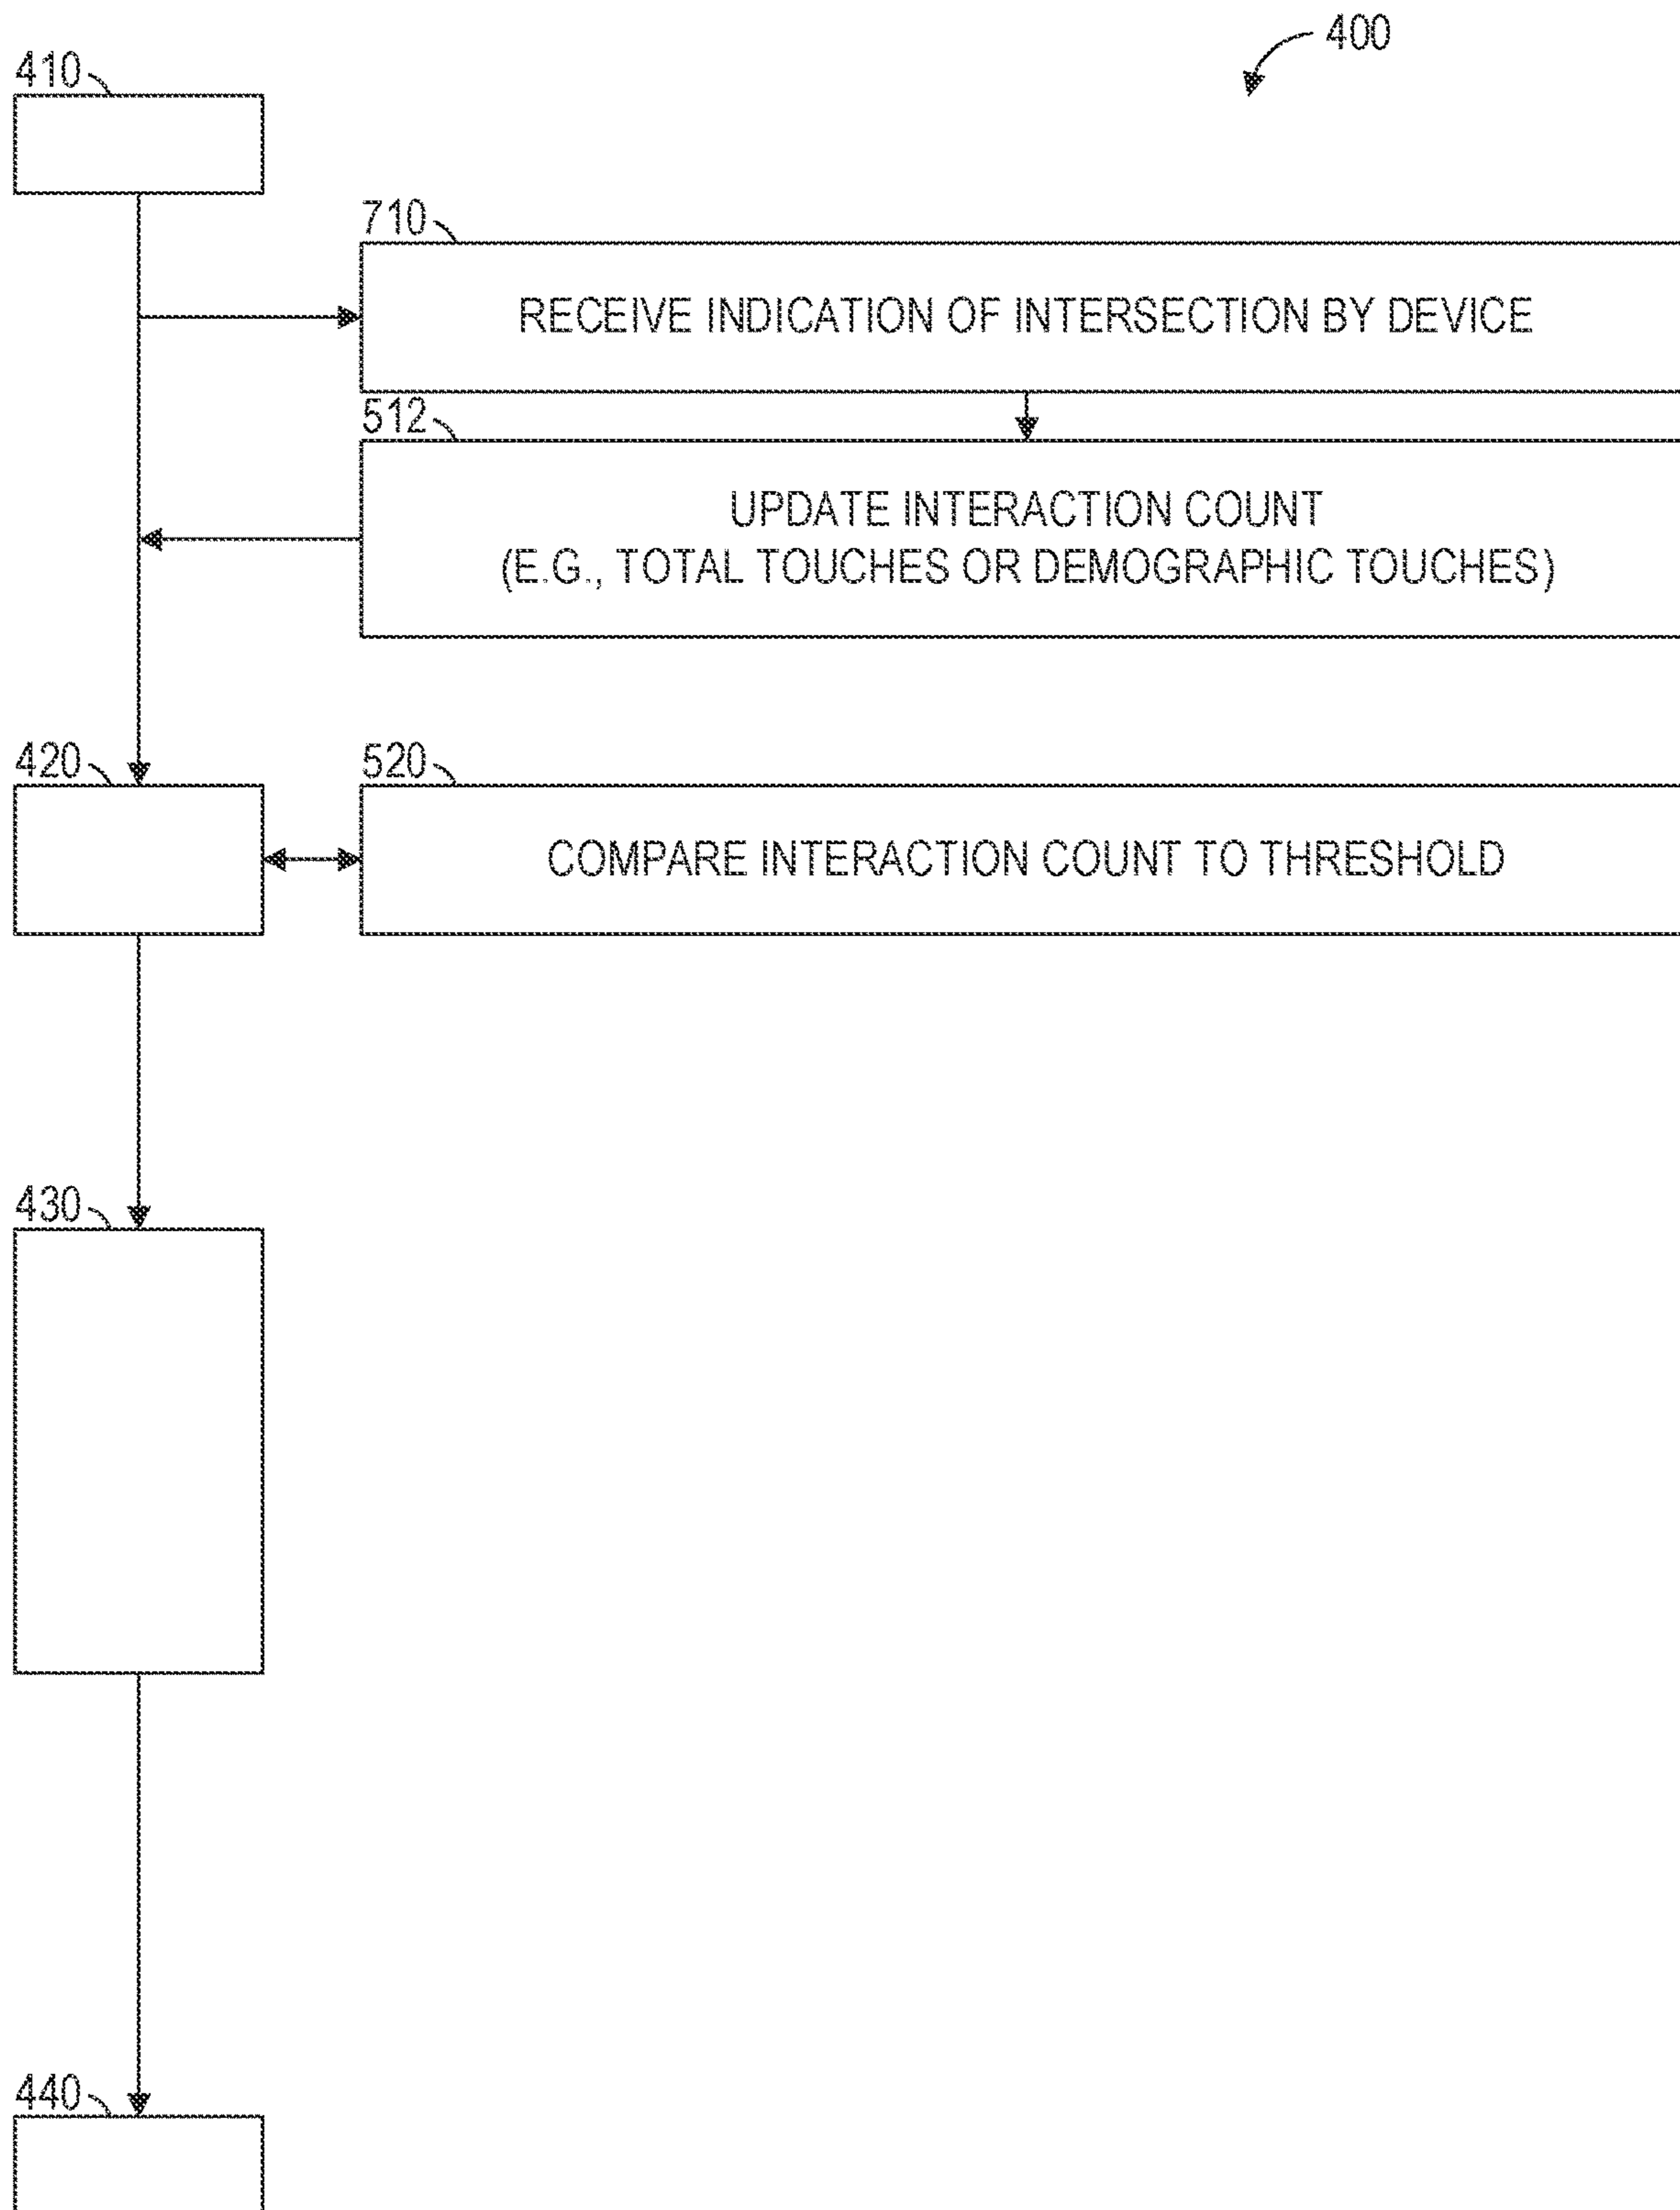 400
410
710
RECEIVE INDICATION OF INTERSECTION BY DEVICE
512
UPDATE INTERACTION COUNT
(E.G., TOTAL TOUCHES OR DEMOGRAPHIC TOUCHES)
420
520
COMPARE INTERACTION COUNT TO THRESHOLD
430
440